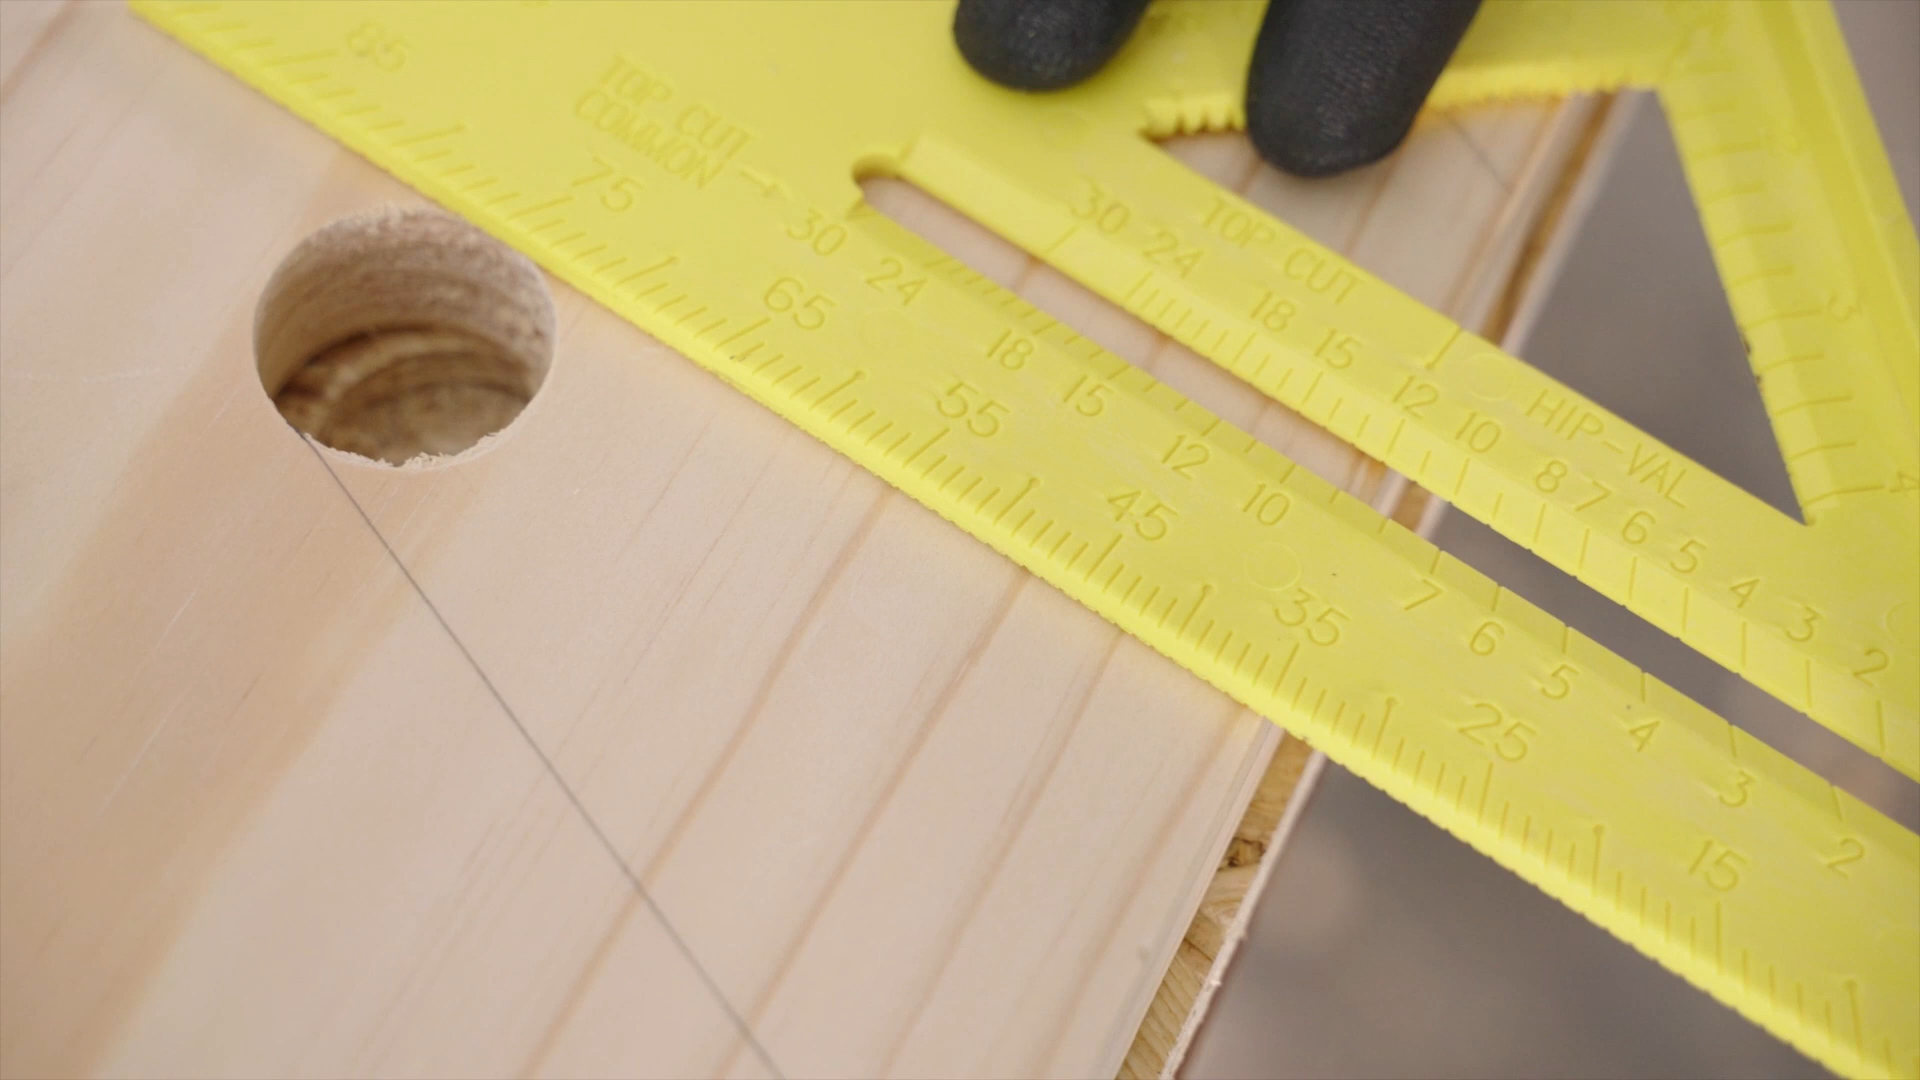 85
TOP CUT
COMMON →
75
65
55
45
35
25
15
30 24 18 15 12 10 7 6 5 4 3 2
TOP CUT
HIP-VAL
30 24 18 15 12 10 8 7 6 5 4 3 2
3
4